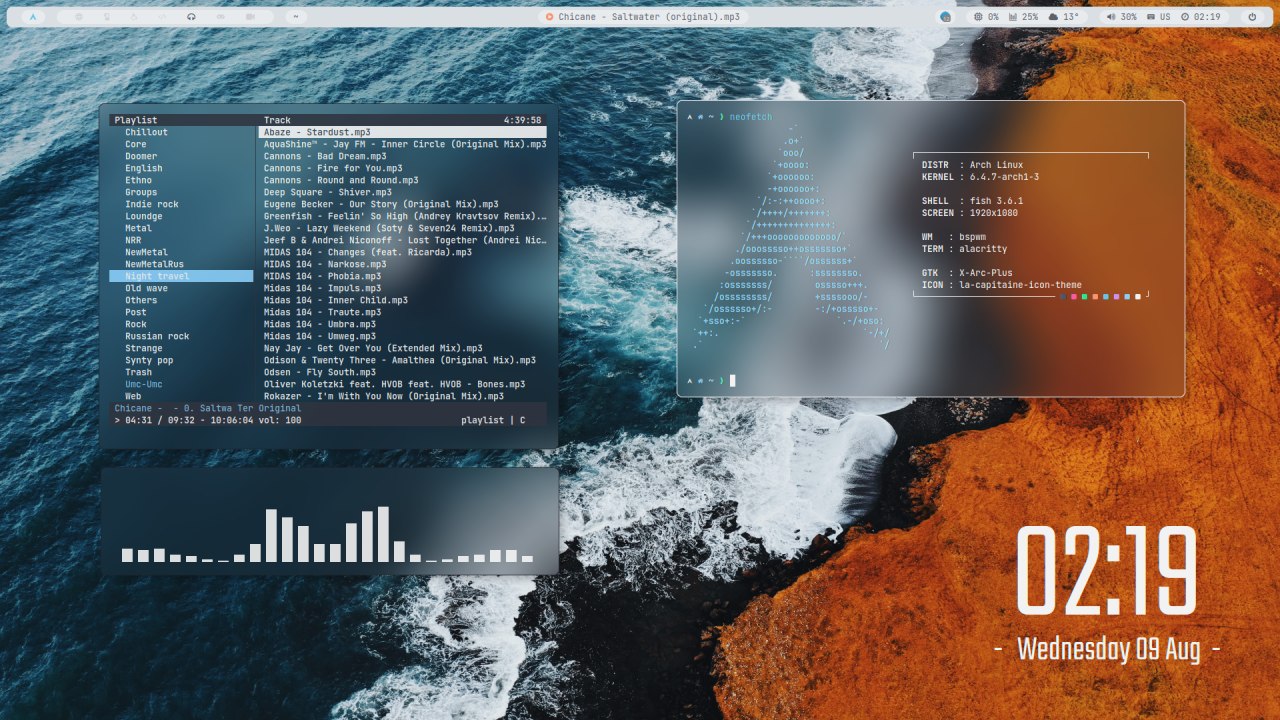 ~
Chicane - Saltwater (original).mp3
0% 25% 13° 30% US 02:19
Playlist Track 4:39:58
Chillout Abaze - Stardust.mp3
Core AquaShine™ - Jay FM - Inner Circle (Original Mix).mp3
Doomer Cannons - Bad Dream.mp3
English Cannons - Fire for You.mp3
Ethno Cannons - Round and Round.mp3
Groups Deep Square - Shiver.mp3
Indie rock Eugene Becker - Our Story (Original Mix).mp3
Loundge Greenfish - Feelin' So High (Andrey Kravtsov Remix)...
Metal J.Weo - Lazy Weekend (Soty & Seven24 Remix).mp3
NRR Jeef B & Andrei Niconoff - Lost Together (Andrei Nic…
NewMetal MIDAS 104 - Changes (feat. Ricarda).mp3
NewMetalRus MIDAS 104 - Narkose.mp3
Night travel MIDAS 104 - Phobia.mp3
Old wave Midas 104 - Impuls.mp3
Others Midas 104 - Inner Child.mp3
Post Midas 104 - Traute.mp3
Rock Midas 104 - Umbra.mp3
Russian rock Midas 104 - Umweg.mp3
Strange Nay Jay - Get Over You (Extended Mix).mp3
Synty pop Odison & Twenty Three - Amalthea (Original Mix).mp3
Trash Odsen - Fly South.mp3
Umc-Umc Oliver Koletzki feat. HVOB feat. HVOB - Bones.mp3
Web Rokazer - I'm With You Now (Original Mix).mp3
Chicane - - 0. Saltwa Ter Original
> 04:31 / 09:32 - 10:06:04 vol: 100 playlist | C
~ ) neofetch
DISTR : Arch Linux
KERNEL : 6.4.7-arch1-3
SHELL : fish 3.6.1
SCREEN : 1920x1080
WM : bspwm
TERM : alacritty
GTK : X-Arc-Plus
ICON : la-capitaine-icon-theme
~ )
02:19
- Wednesday 09 Aug -